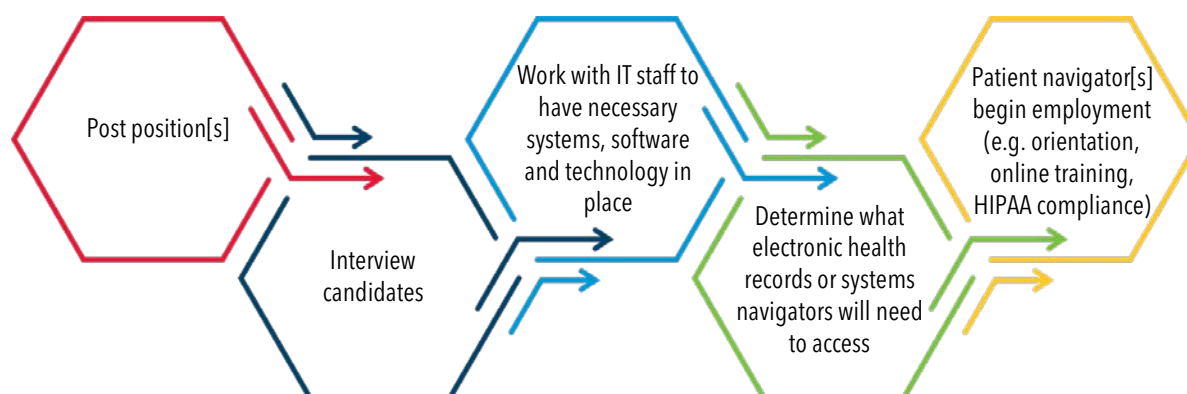 Post position[s]
Interview
candidates
Work with IT staff to
have necessary
systems, software
and technology in
place
Determine what
electronic health
records or systems
navigators will need
to access
Patient navigator[s]
begin employment
(e.g. orientation,
online training,
HIPAA compliance)